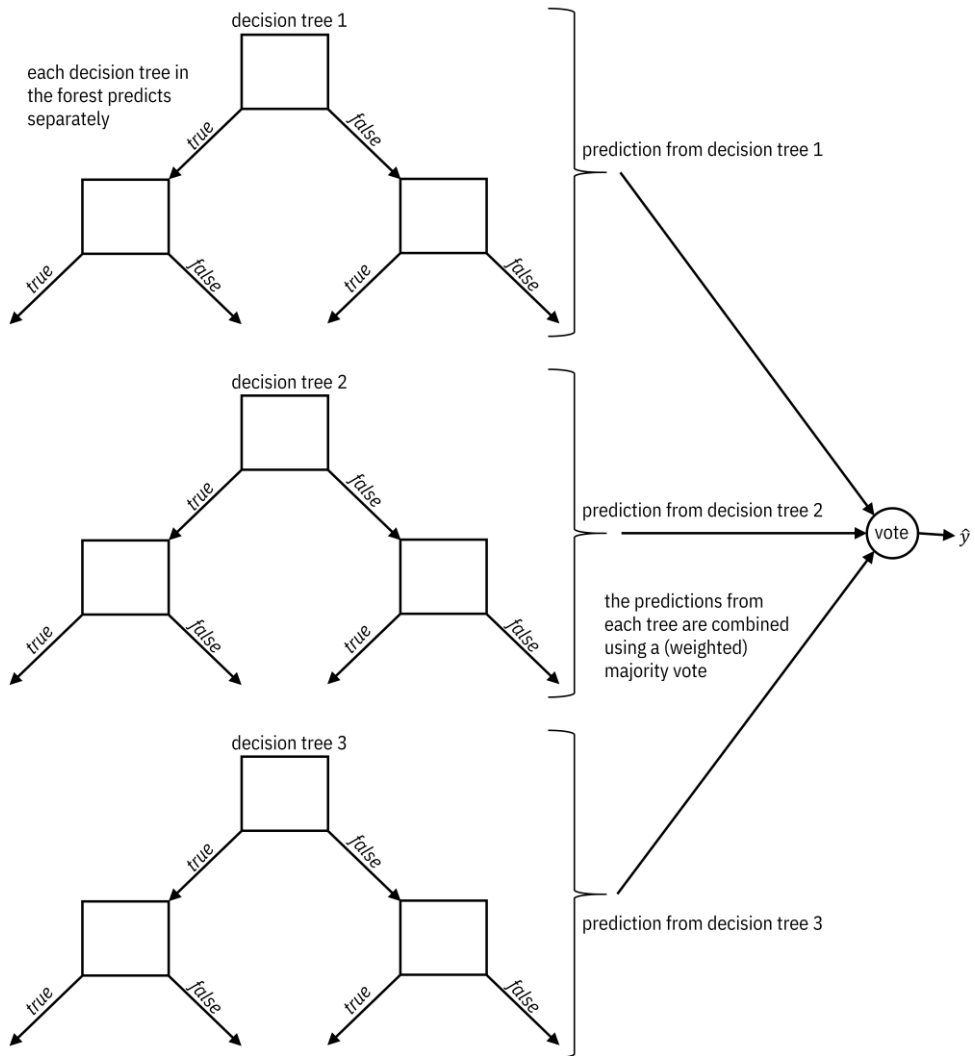 decision tree 1
each decision tree in
the forest predicts
separately
true
false
true
false
true
false
prediction from decision tree 1
decision tree 2
true
false
true
false
true
false
prediction from decision tree 2
vote
ŷ
the predictions from
each tree are combined
using a (weighted)
majority vote
decision tree 3
true
false
true
false
true
false
prediction from decision tree 3